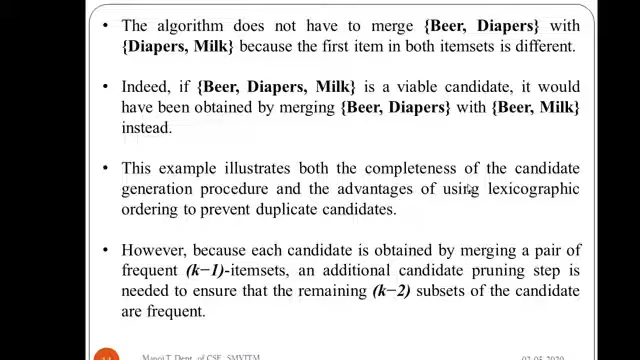 • The algorithm does not have to merge {Beer, Diapers} with
{Diapers, Milk} because the first item in both itemsets is different.
• Indeed, if {Beer, Diapers, Milk} is a viable candidate, it would
have been obtained by merging {Beer, Diapers} with {Beer, Milk}
instead.
• This example illustrates both the completeness of the candidate
generation procedure and the advantages of using lexicographic
ordering to prevent duplicate candidates.
• However, because each candidate is obtained by merging a pair of
frequent (k−1)-itemsets, an additional candidate pruning step is
needed to ensure that the remaining (k−2) subsets of the candidate
are frequent.
Manoj T, Dept. of CSE, SMVITM